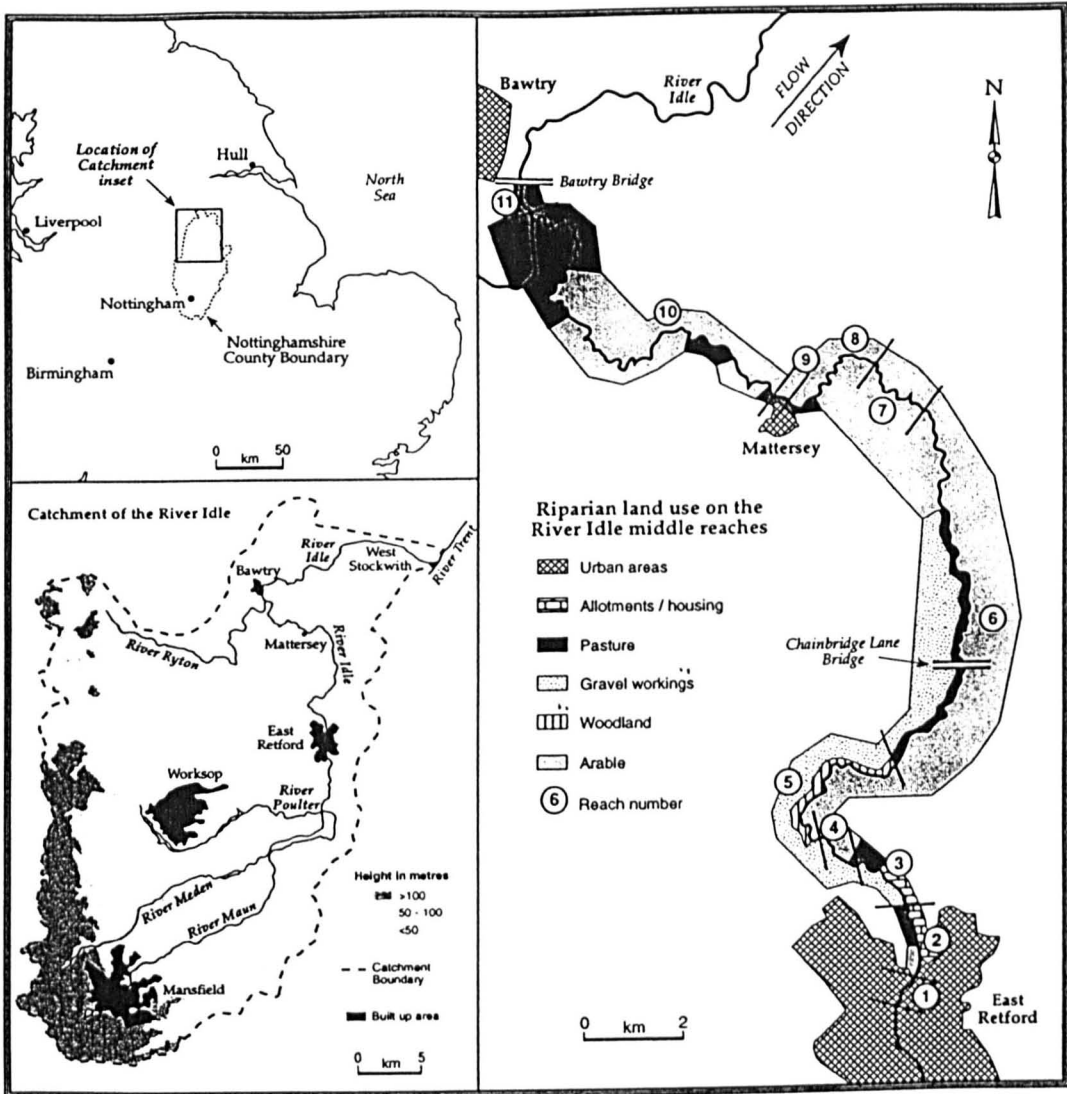 Location of
Catchment
inset
Hull
North
Sea
Liverpool
Nottingham
Nottinghamshire
County Boundary
Birmingham
0 50
km
Catchment of the River Idle
River
Idle
West
Stockwith
River Trent
Bawtry
Mattersey
River Ryton
River Idle
East
Retford
Worksop
River
Poulter
River Meden
River Maun
Mansfield
Height in metres
>100
50 - 100
<50
Catchment
Boundary
Built up area
0 5
km
Bawtry
River
Idle
FLOW
DIRECTION
N
Bawtry Bridge
11
10
9
8
7
Mattersey
Riparian land use on the
River Idle middle reaches
Urban areas
Allotments / housing
Pasture
Gravel workings
Woodland
Arable
6 Reach number
6
Chainbridge Lane
Bridge
5
4
3
2
1
East
Retford
0 2
km